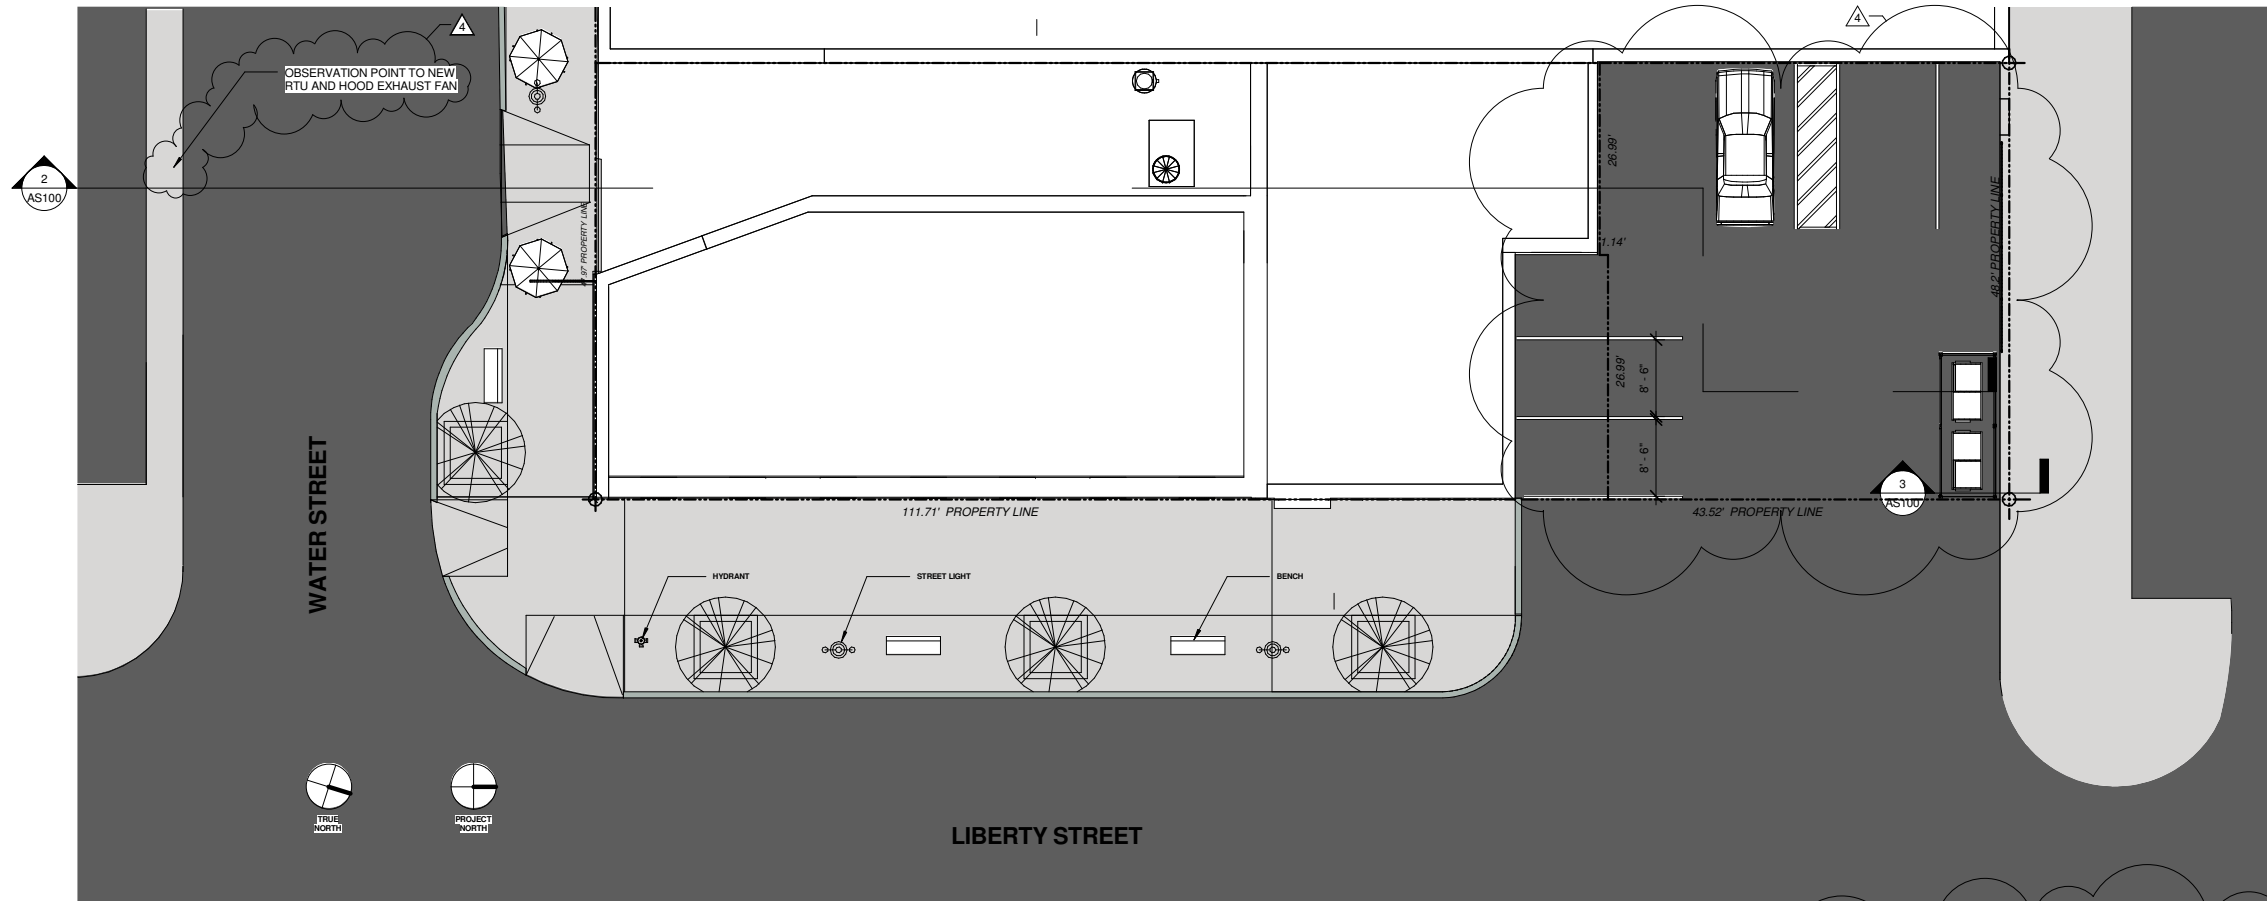 4
4
OBSERVATION POINT TO NEW
RTU AND HOOD EXHAUST FAN
2
AS100
26.99'
1.14'
48.2' PROPERTY LINE
26.99'
8' - 6"
8' - 6"
3
AS100
111.71' PROPERTY LINE
43.52' PROPERTY LINE
WATER STREET
HYDRANT
STREET LIGHT
BENCH
TRUE
NORTH
PROJECT
NORTH
LIBERTY STREET